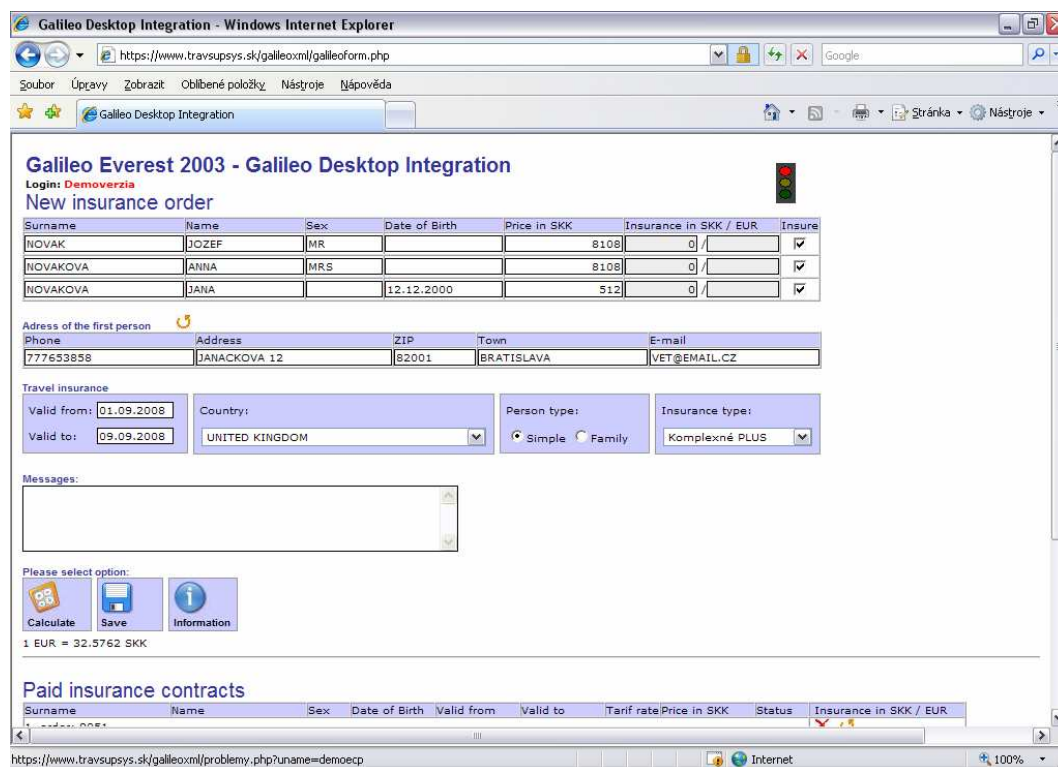 Galileo Desktop Integration - Windows Internet Explorer
https://www.travsupsys.sk/galileoxml/galileoform.php Google
Soubor Úpravy Zobrazit Oblíbené položky Nástroje Nápověda
Galileo Desktop Integration Stránka Nástroje
Galileo Everest 2003 - Galileo Desktop Integration
Login: Demoverzia
New insurance order
Surname Name Sex Date of Birth Price in SKK Insurance in SKK / EUR Insure
NOVAK JOZEF MR 8108 0 /
NOVAKOVA ANNA MRS 8108 0 /
NOVAKOVA JANA 12.12.2000 512 0 /
Adress of the first person
Phone Address ZIP Town E-mail
777653858 JANACKOVA 12 82001 BRATISLAVA VET@EMAIL.CZ
Travel insurance
Valid from: 01.09.2008 Country: Person type: Insurance type:
Valid to: 09.09.2008 UNITED KINGDOM Simple Family Komplexné PLUS
Messages:
Please select option:
Calculate Save Information
1 EUR = 32.5762 SKK
Paid insurance contracts
Surname Name Sex Date of Birth Valid from Valid to Tarif rate Price in SKK Status Insurance in SKK / EUR
https://www.travsupsys.sk/galileoxml/problemy.php?uname=demoecp Internet 100%